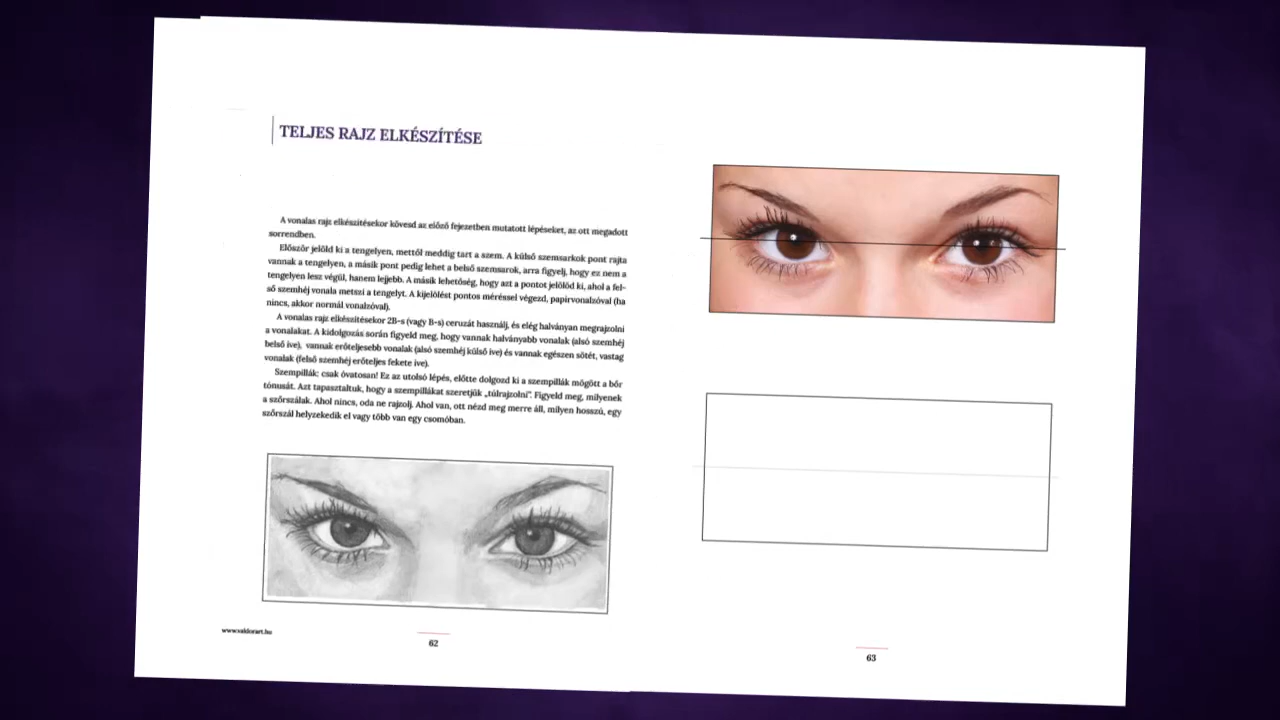 TELJES RAJZ ELKÉSZÍTÉSE
A vonalas rajz elkészítésekor kövesd az előző fejezetben mutatott lépéseket, az ott megadott
sorrendben.
Először jelöld ki a tengelyen, mettől meddig tart a szem. A külső szemsarkok pont rajta
vannak a tengelyen, a másik pont pedig lehet a belső szemsarok, arra figyelj, hogy ez nem a
tengelyen lesz végül, hanem lejjebb. A másik lehetőség, hogy azt a pontot jelölöd ki, ahol a fel-
ső szemhéj vonala metszi a tengelyt. A kijelölést pontos méréssel végezd, papírvonalzóval (ha
nincs, akkor normál vonalzóval).
A vonalas rajz elkészítésekor 2B-s (vagy B-s) ceruzát használj, és elég halványan megrajzolni
a vonalakat. A kidolgozás során figyeld meg, hogy vannak halványabb vonalak (alsó szemhéj
belső íve), vannak erőteljesebb vonalak (alsó szemhéj külső íve) és vannak egészen sötét, vastag
vonalak (felső szemhéj erőteljes fekete íve).
Szempillák: csak óvatosan! Ez az utolsó lépés, előtte dolgozd ki a szempillák mögött a bőr
tónusát. Azt tapasztaltuk, hogy a szempillákat szeretjük „túlrajzolni”. Figyeld meg, milyenek
a szőrszálak. Ahol nincs, oda ne rajzolj. Ahol van, ott nézd meg merre áll, milyen hosszú, egy
szőrszál helyzekedik el vagy több van egy csomóban.
www.valdorart.hu
62
63